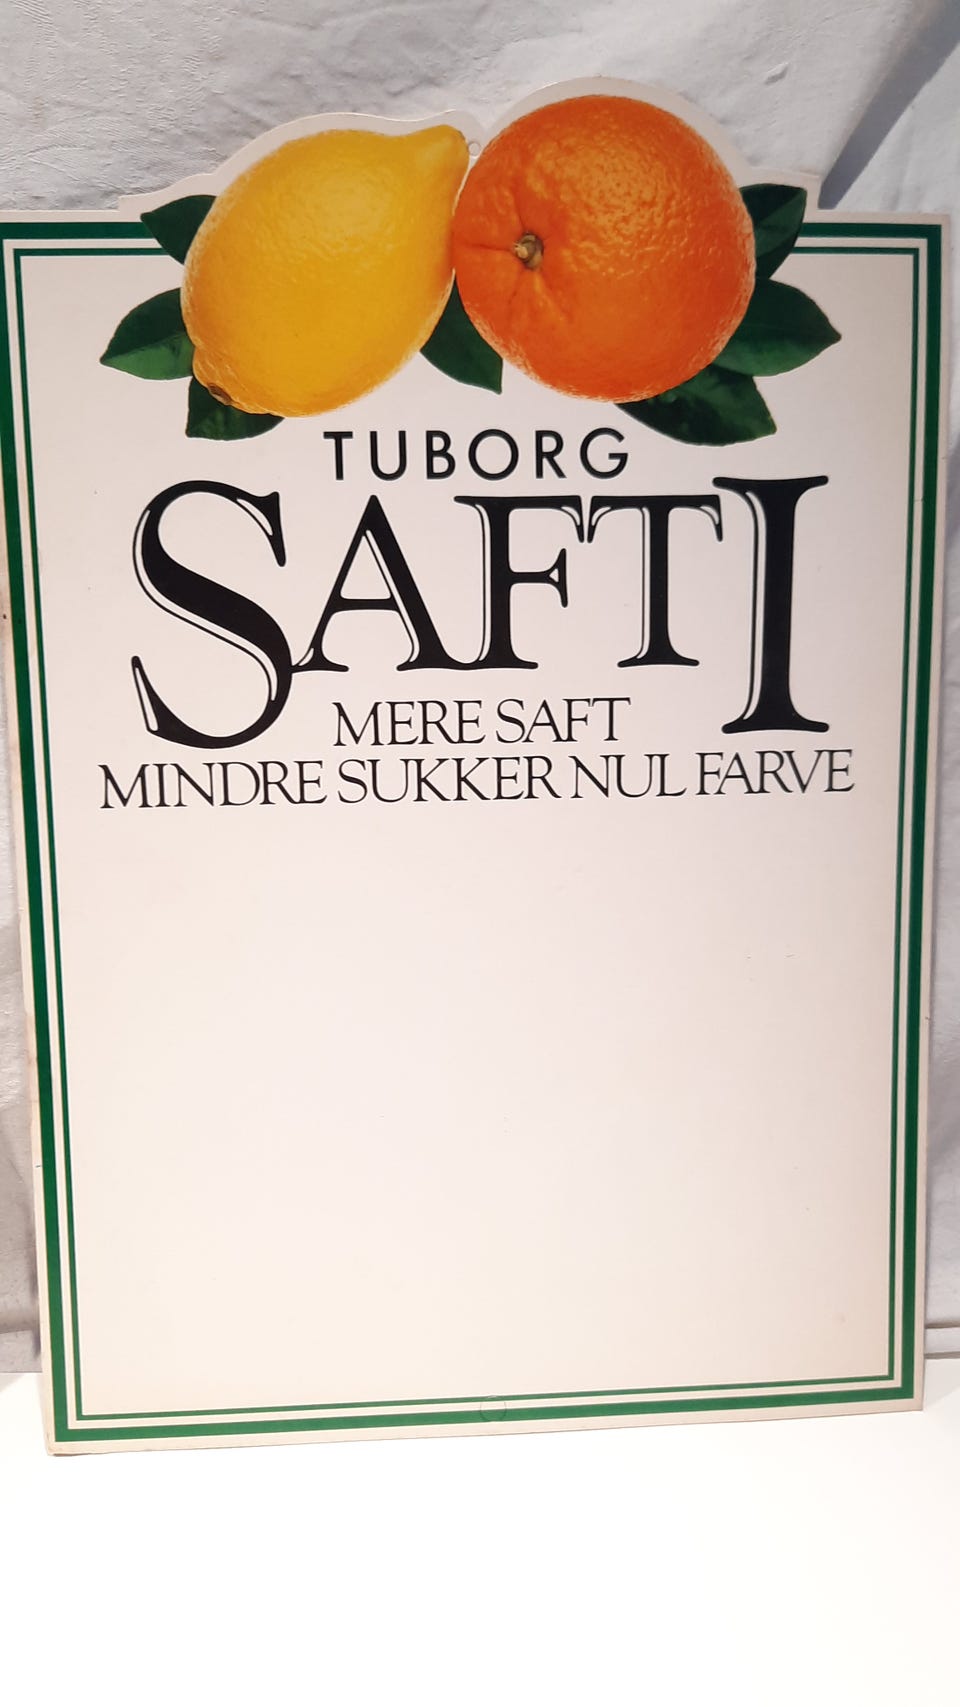 TUBORG
SAFTI
MERE SAFT
MINDRE SUKKER NUL FARVE